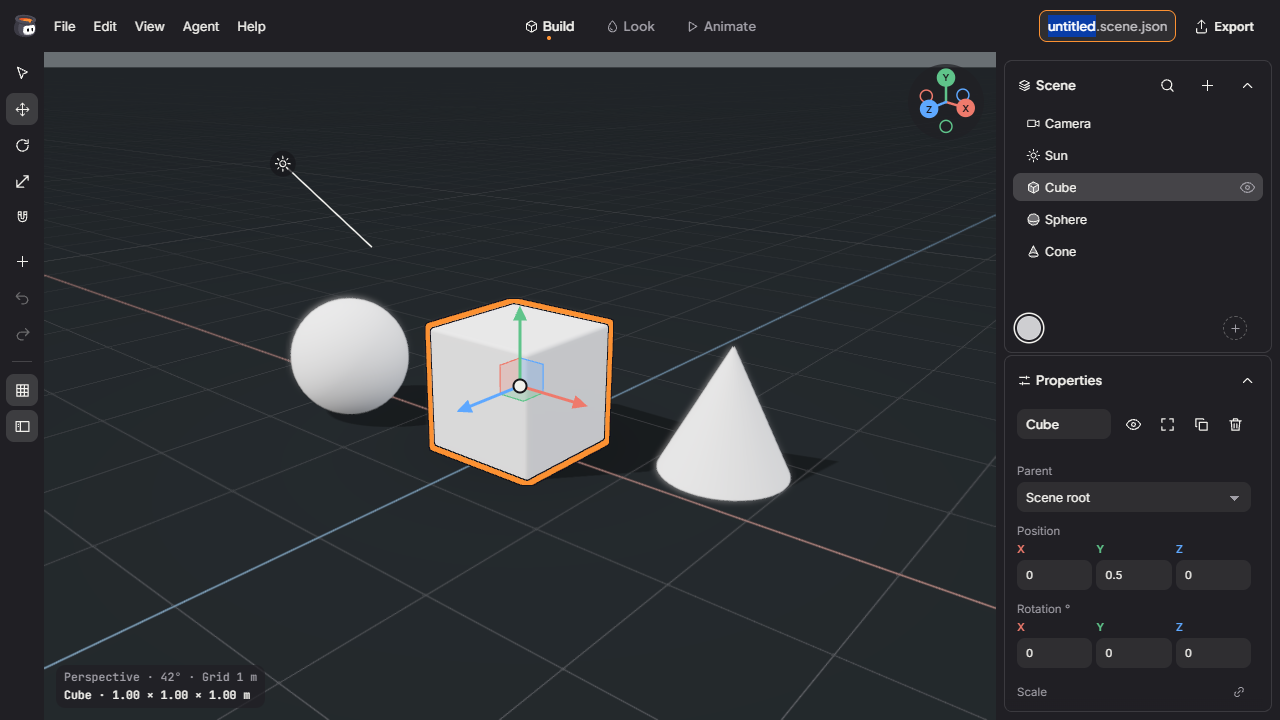 File Edit View Agent Help
Build Look Animate
untitled.scene.json Export
Scene
Camera
Sun
Cube
Sphere
Cone
Properties
Cube
Parent
Scene root
Position
X Y Z
0 0.5 0
Rotation °
X Y Z
0 0 0
Scale
Y
Z X
Perspective · 42° · Grid 1 m
Cube · 1.00 × 1.00 × 1.00 m